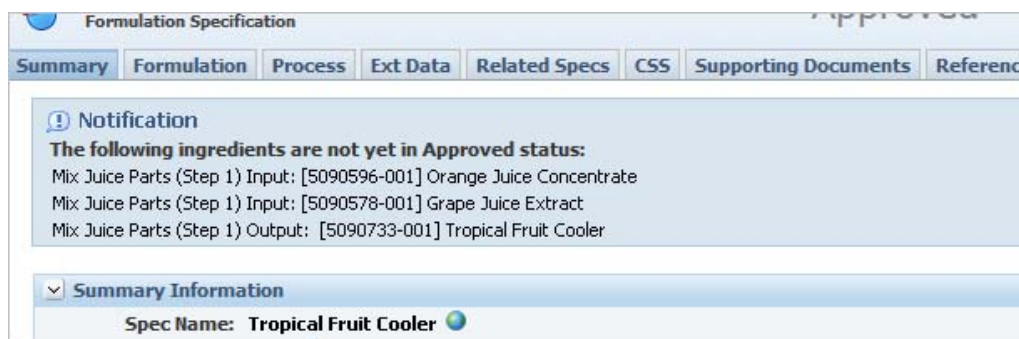 Formulation Specification
Approved
Summary Formulation Process Ext Data Related Specs CSS Supporting Documents Referenc
Notification
The following ingredients are not yet in Approved status:
Mix Juice Parts (Step 1) Input: [5090596-001] Orange Juice Concentrate
Mix Juice Parts (Step 1) Input: [5090578-001] Grape Juice Extract
Mix Juice Parts (Step 1) Output: [5090733-001] Tropical Fruit Cooler
Summary Information
Spec Name: Tropical Fruit Cooler